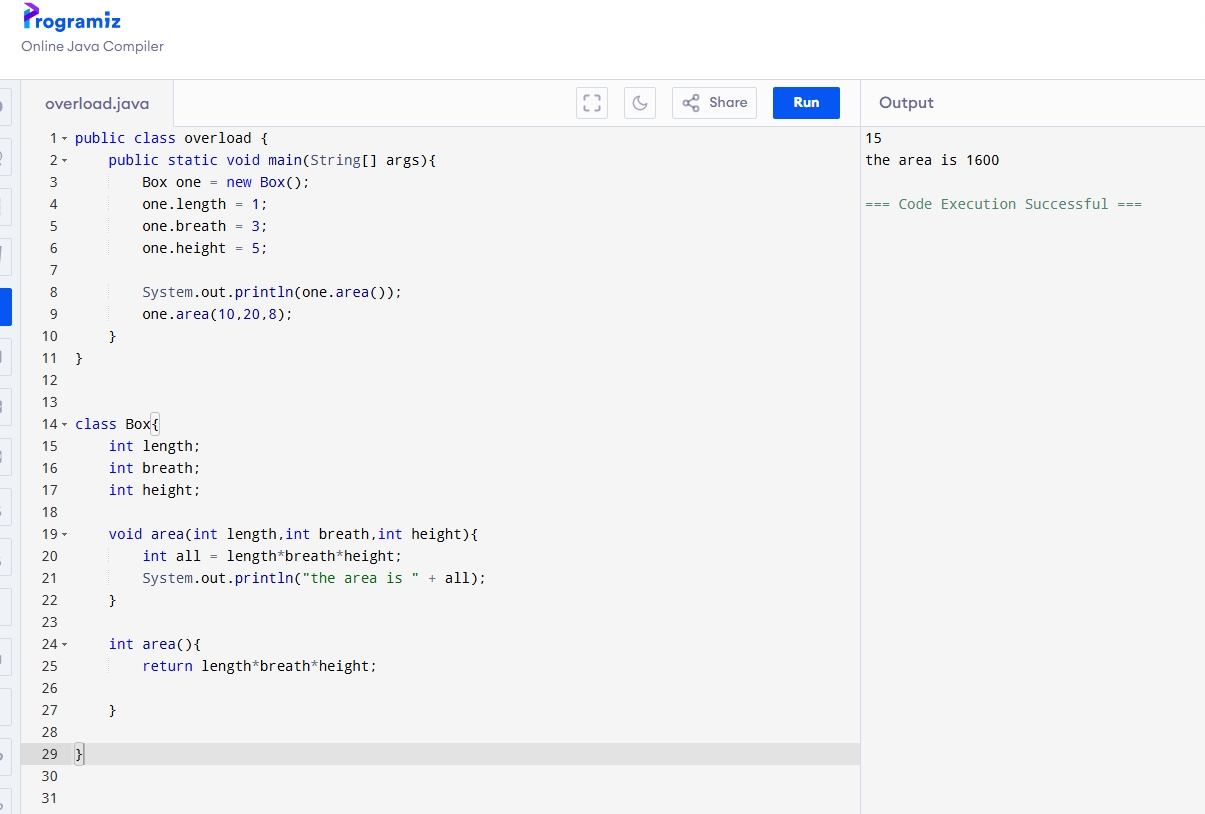 Programiz
Online Java Compiler
overload.java
Share
Run
Output
1 public class overload {
2     public static void main(String[] args){
3         Box one = new Box();
4         one.length = 1;
5         one.breath = 3;
6         one.height = 5;
7
8         System.out.println(one.area());
9         one.area(10,20,8);
10     }
11 }
12
13
14 class Box{
15     int length;
16     int breath;
17     int height;
18
19     void area(int length,int breath,int height){
20         int all = length*breath*height;
21         System.out.println("the area is " + all);
22     }
23
24     int area(){
25         return length*breath*height;
26
27     }
28
29 }
30
31
15
the area is 1600
=== Code Execution Successful ===